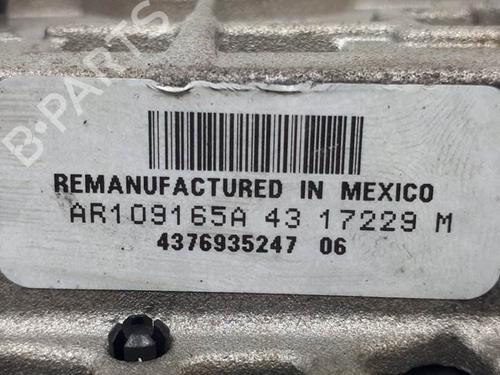 B-PARTS
REMANUFACTURED IN MEXICO
AR109165A 43 17229 M
4376935247 06